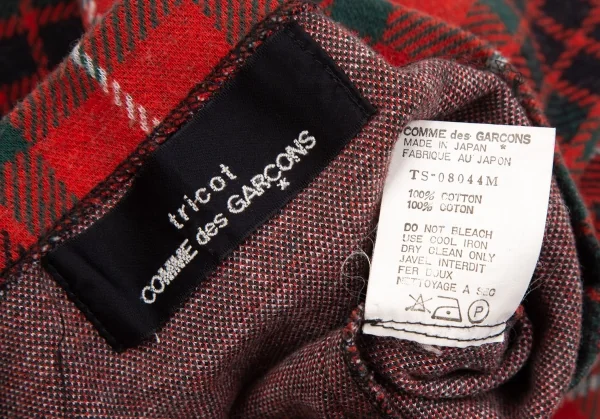 tricot
COMME des GARÇONS
*
COMME des GARCONS
*
MADE IN JAPAN
FABRIQUE AU JAPON
TS-08044M
100% COTTON
100% COTON
DO NOT BLEACH
USE COOL IRON
DRY CLEAN ONLY
JAVEL INTERDIT
FER DOUX
NETTOYAGE A SEC
P